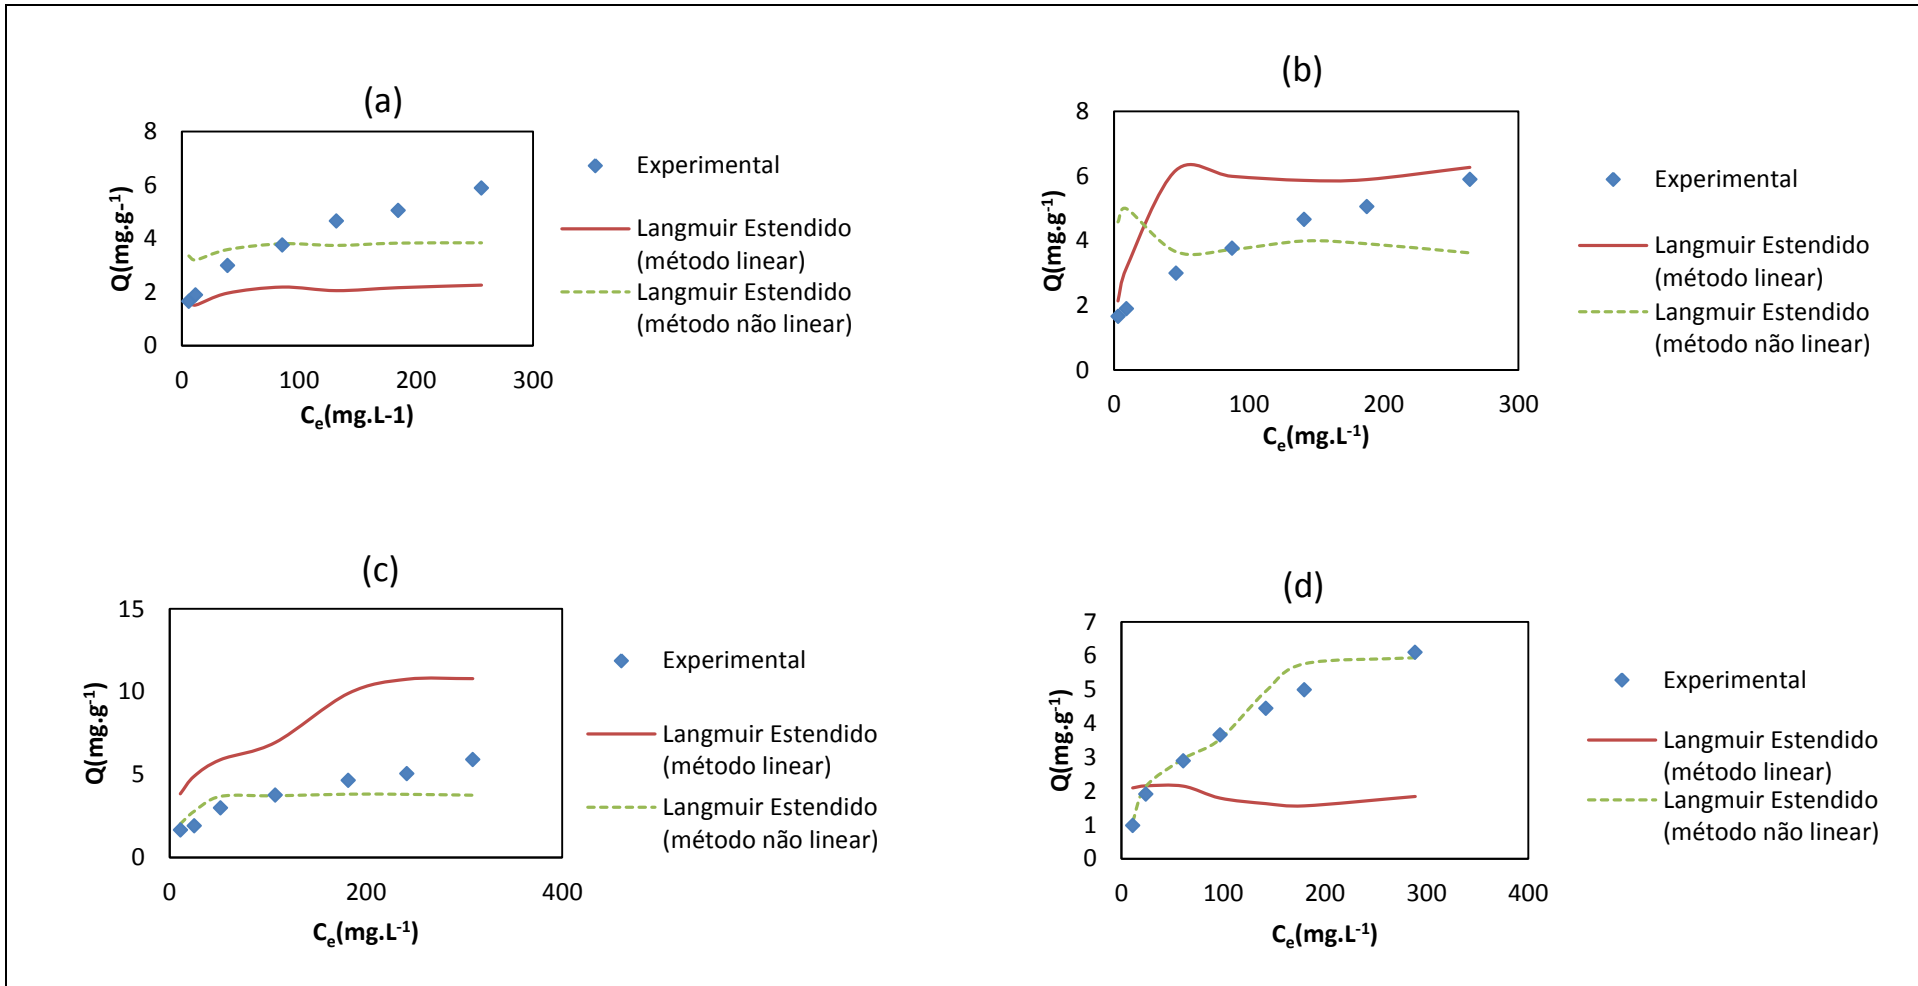 (a)
8
6
4
2
0
0 100 200 300
Q(mg.g-¹)
Cₑ(mg.L-1)
Experimental
Langmuir Estendido
(método linear)
Langmuir Estendido
(método não linear)
(b)
8
6
4
2
0
0 100 200 300
Q(mg.g⁻¹)
Cₑ(mg.L⁻¹)
Experimental
Langmuir Estendido
(método linear)
Langmuir Estendido
(método não linear)
(c)
15
10
5
0
0 200 400
Q(mg.g⁻¹)
Cₑ(mg.L⁻¹)
Experimental
Langmuir Estendido
(método linear)
Langmuir Estendido
(método não linear)
(d)
7
6
5
4
3
2
1
0
0 100 200 300 400
Q(mg.g⁻¹)
Cₑ(mg.L⁻¹)
Experimental
Langmuir Estendido
(método linear)
Langmuir Estendido
(método não linear)